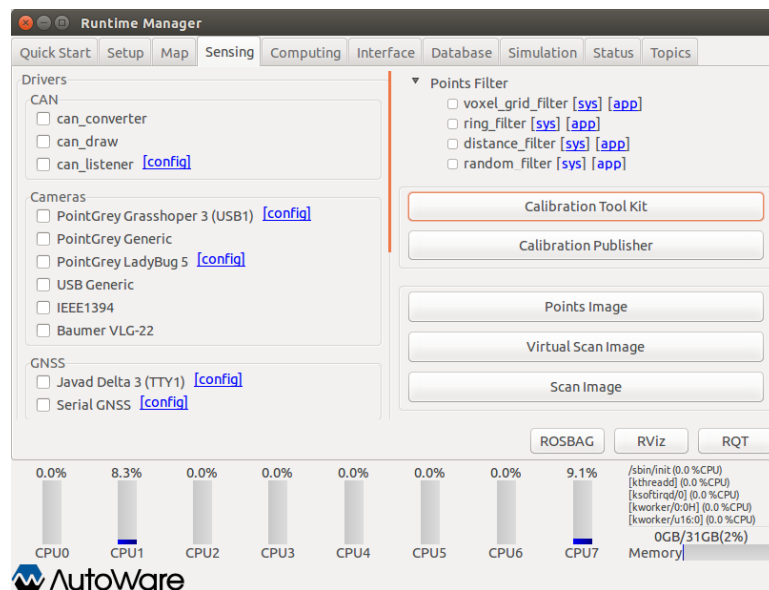 Runtime Manager
Quick Start Setup Map Sensing Computing Interface Database Simulation Status Topics
Drivers
CAN
can_converter
can_draw
can_listener [config]
Cameras
PointGrey Grasshoper 3 (USB1) [config]
PointGrey Generic
PointGrey LadyBug 5 [config]
USB Generic
IEEE1394
Baumer VLG-22
GNSS
Javad Delta 3 (TTY1) [config]
Serial GNSS [config]
Points Filter
voxel_grid_filter [sys] [app]
ring_filter [sys] [app]
distance_filter [sys] [app]
random_filter [sys] [app]
Calibration Tool Kit
Calibration Publisher
Points Image
Virtual Scan Image
Scan Image
ROSBAG RViz RQT
0.0% 8.3% 0.0% 0.0% 0.0% 0.0% 0.0% 9.1%
CPU0 CPU1 CPU2 CPU3 CPU4 CPU5 CPU6 CPU7
/sbin/init (0.0 %CPU)
[kthreadd] (0.0 %CPU)
[ksoftirqd/0] (0.0 %CPU)
[kworker/0:0H] (0.0 %CPU)
[kworker/u16:0] (0.0 %CPU)
0GB/31GB(2%)
Memory
AutoWare